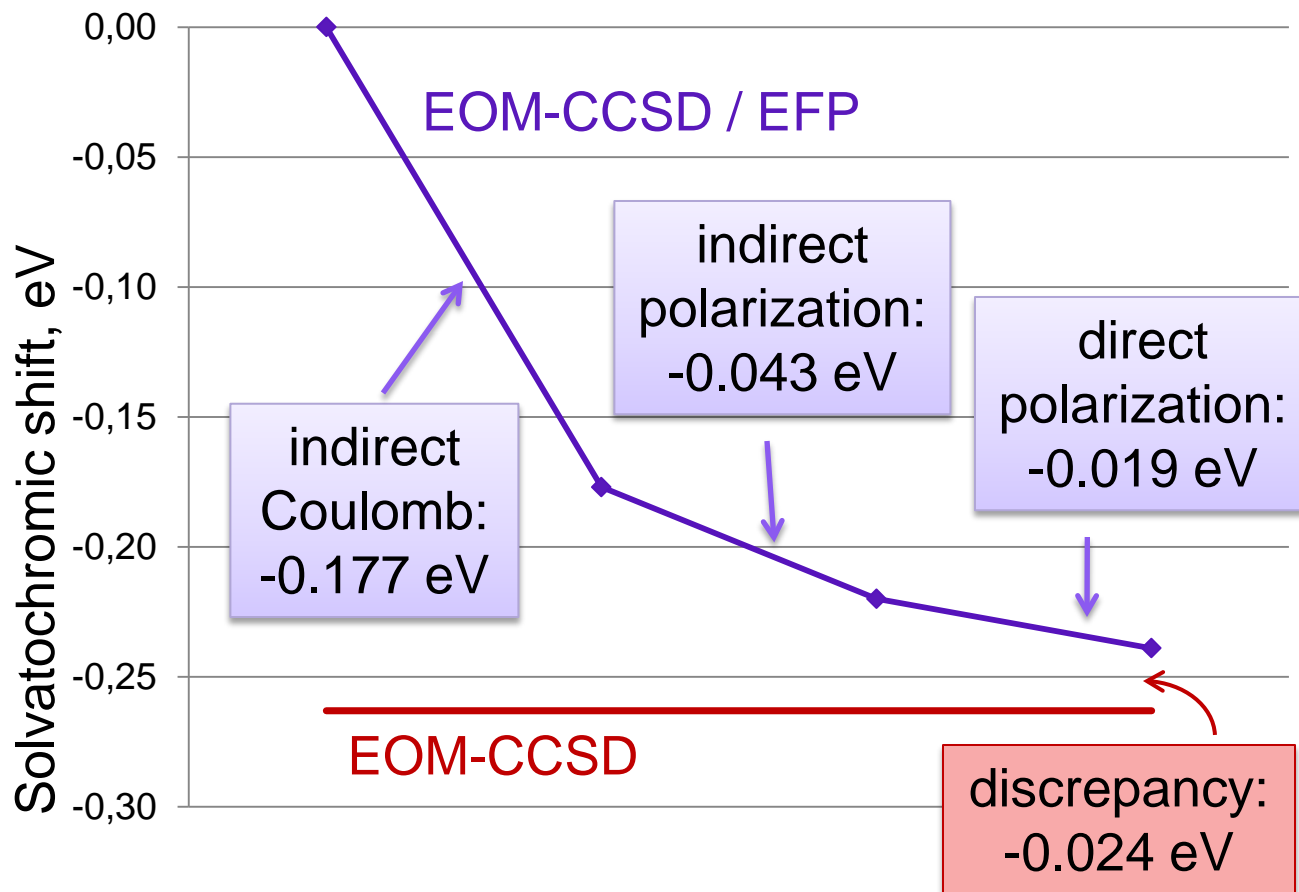 Solvatochromic shift, eV
0,00
-0,05
-0,10
-0,15
-0,20
-0,25
-0,30
EOM-CCSD / EFP
indirect
Coulomb:
-0.177 eV
indirect
polarization:
-0.043 eV
direct
polarization:
-0.019 eV
EOM-CCSD
discrepancy:
-0.024 eV